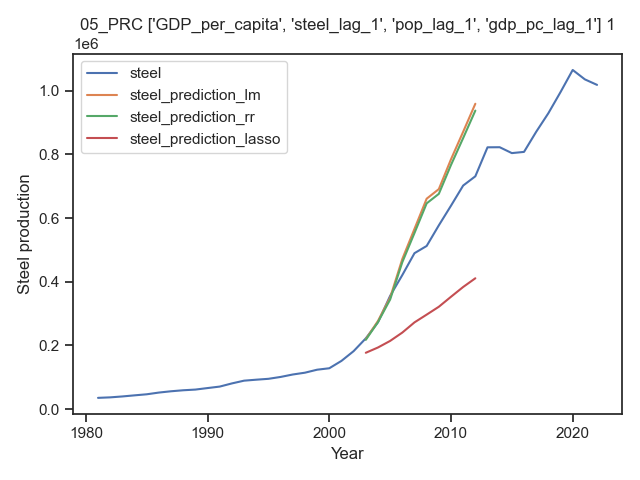 05_PRC ['GDP_per_capita', 'steel_lag_1', 'pop_lag_1', 'gdp_pc_lag_1'] 1
1e6
steel
steel_prediction_lm
steel_prediction_rr
steel_prediction_lasso
1.0
0.8
0.6
0.4
0.2
0.0
Steel production
1980
1990
2000
2010
2020
Year